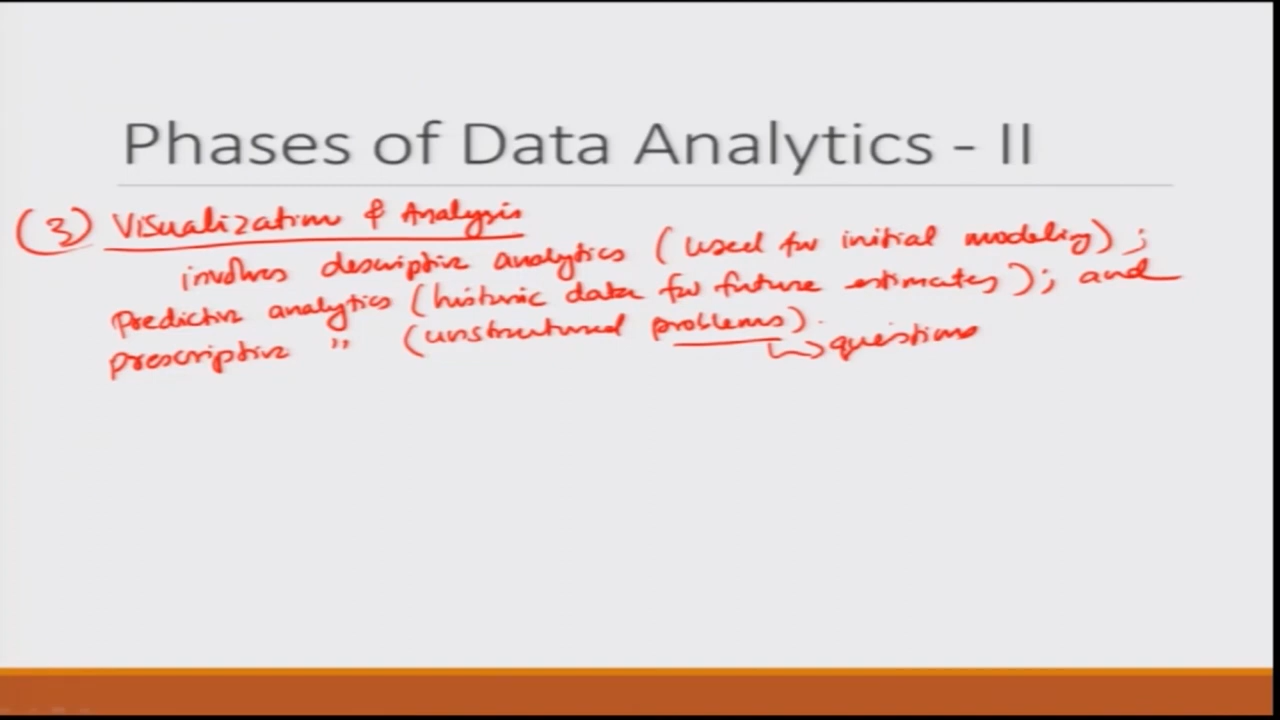 Phases of Data Analytics - II
(3) Visualization & Analysis
involves descriptive analytics (used for initial modeling);
Predictive analytics (historic data for future estimates); and
prescriptive " (unstructured problems).
↳ questions